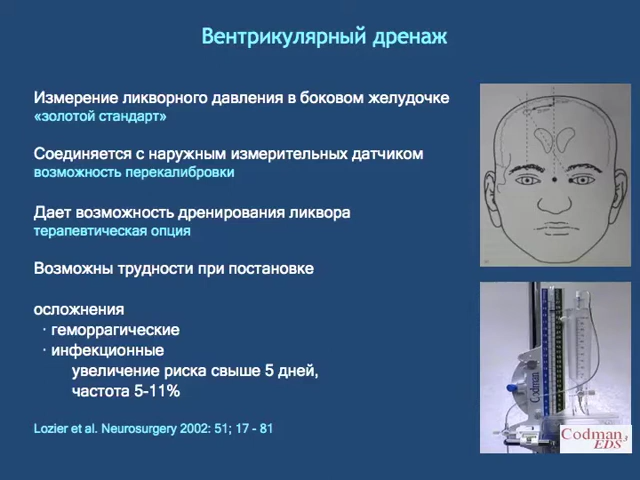 Вентрикулярный дренаж
Измерение ликворного давления в боковом желудочке
«золотой стандарт»
Соединяется с наружным измерительных датчиком
возможность перекалибровки
Дает возможность дренирования ликвора
терапевтическая опция
Возможны трудности при постановке
осложнения
· геморрагические
· инфекционные
увеличение риска свыше 5 дней,
частота 5-11%
Lozier et al. Neurosurgery 2002: 51; 17 - 81
Codman
Codman
EDS 3